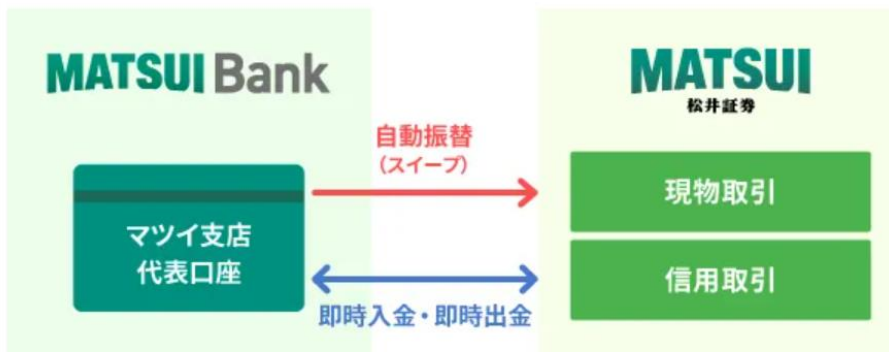 MATSUI Bank
MATSUI
松井証券
自動振替
(スイープ)
マツイ支店
代表口座
現物取引
信用取引
即時入金・即時出金